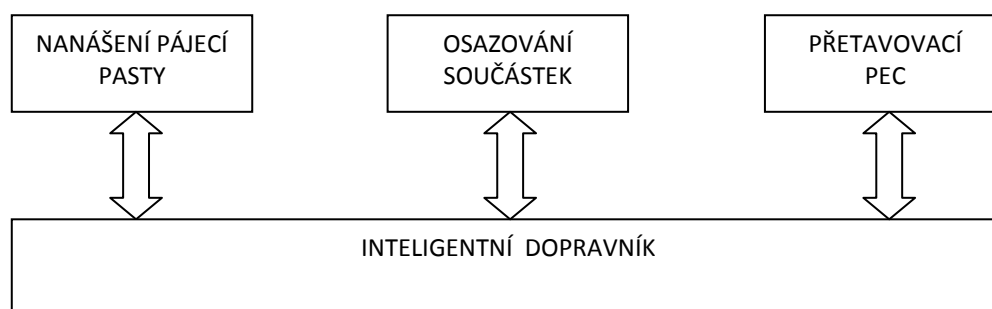 NANÁŠENÍ PÁJECÍ
PASTY
OSAZOVÁNÍ
SOUČÁSTEK
PŘETAVOVACÍ
PEC
INTELIGENTNÍ DOPRAVNÍK